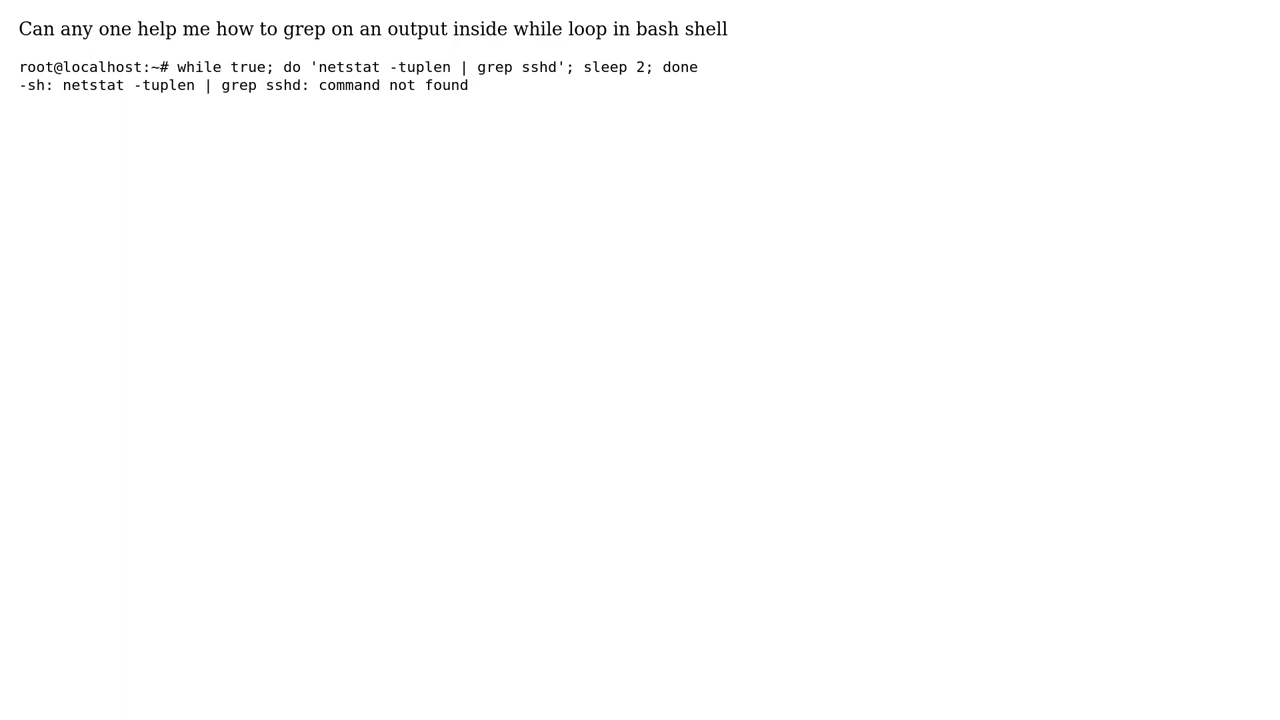 Can any one help me how to grep on an output inside while loop in bash shell
root@localhost:~# while true; do 'netstat -tuplen | grep sshd'; sleep 2; done
-sh: netstat -tuplen | grep sshd: command not found